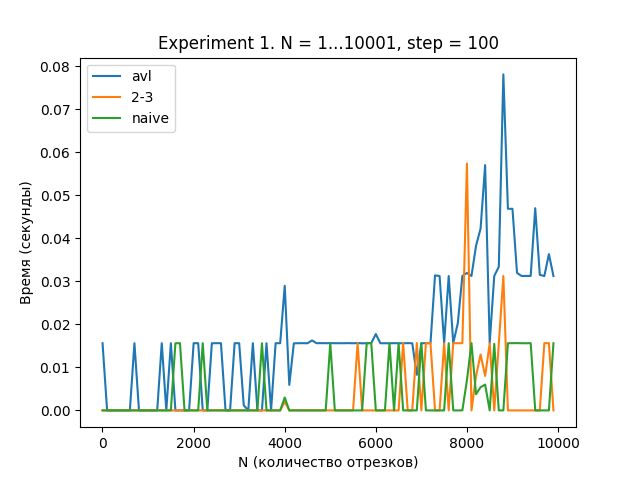 Experiment 1. N = 1...10001, step = 100
avl
2-3
naive
Время (секунды)
0.08
0.07
0.06
0.05
0.04
0.03
0.02
0.01
0.00
0 2000 4000 6000 8000 10000
N (количество отрезков)